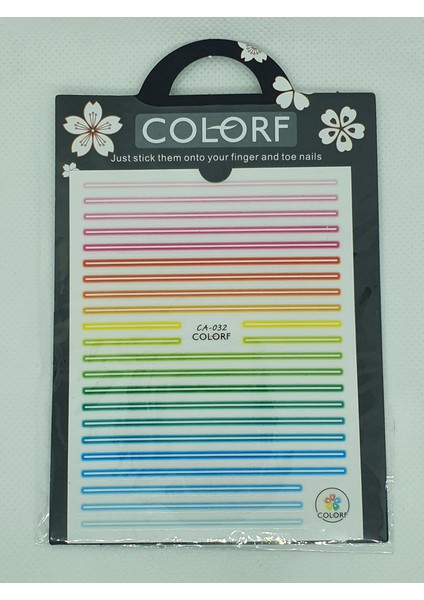 COLORF
Just stick them onto your finger and toe nails
CA-032
COLORF
COLORF